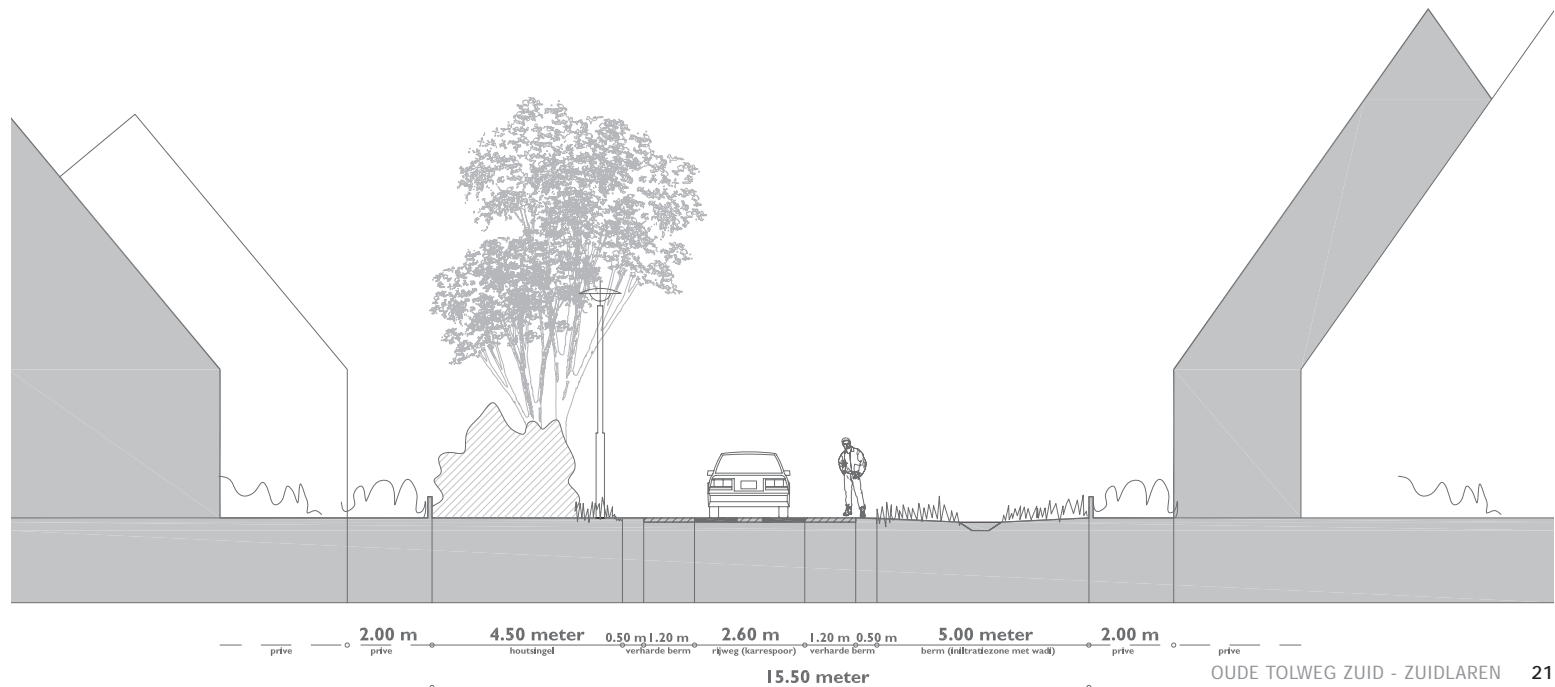 2.00 m 4.50 meter 0.50 m 1.20 m 2.60 m 1.20 m 0.50 m 5.00 meter 2.00 m
prive prive houtsingel verharde berm rijweg (karrespoor) verharde berm berm (infiltratiezone met wadi) prive prive
15.50 meter
OUDE TOLWEG ZUID - ZUIDLAREN 21